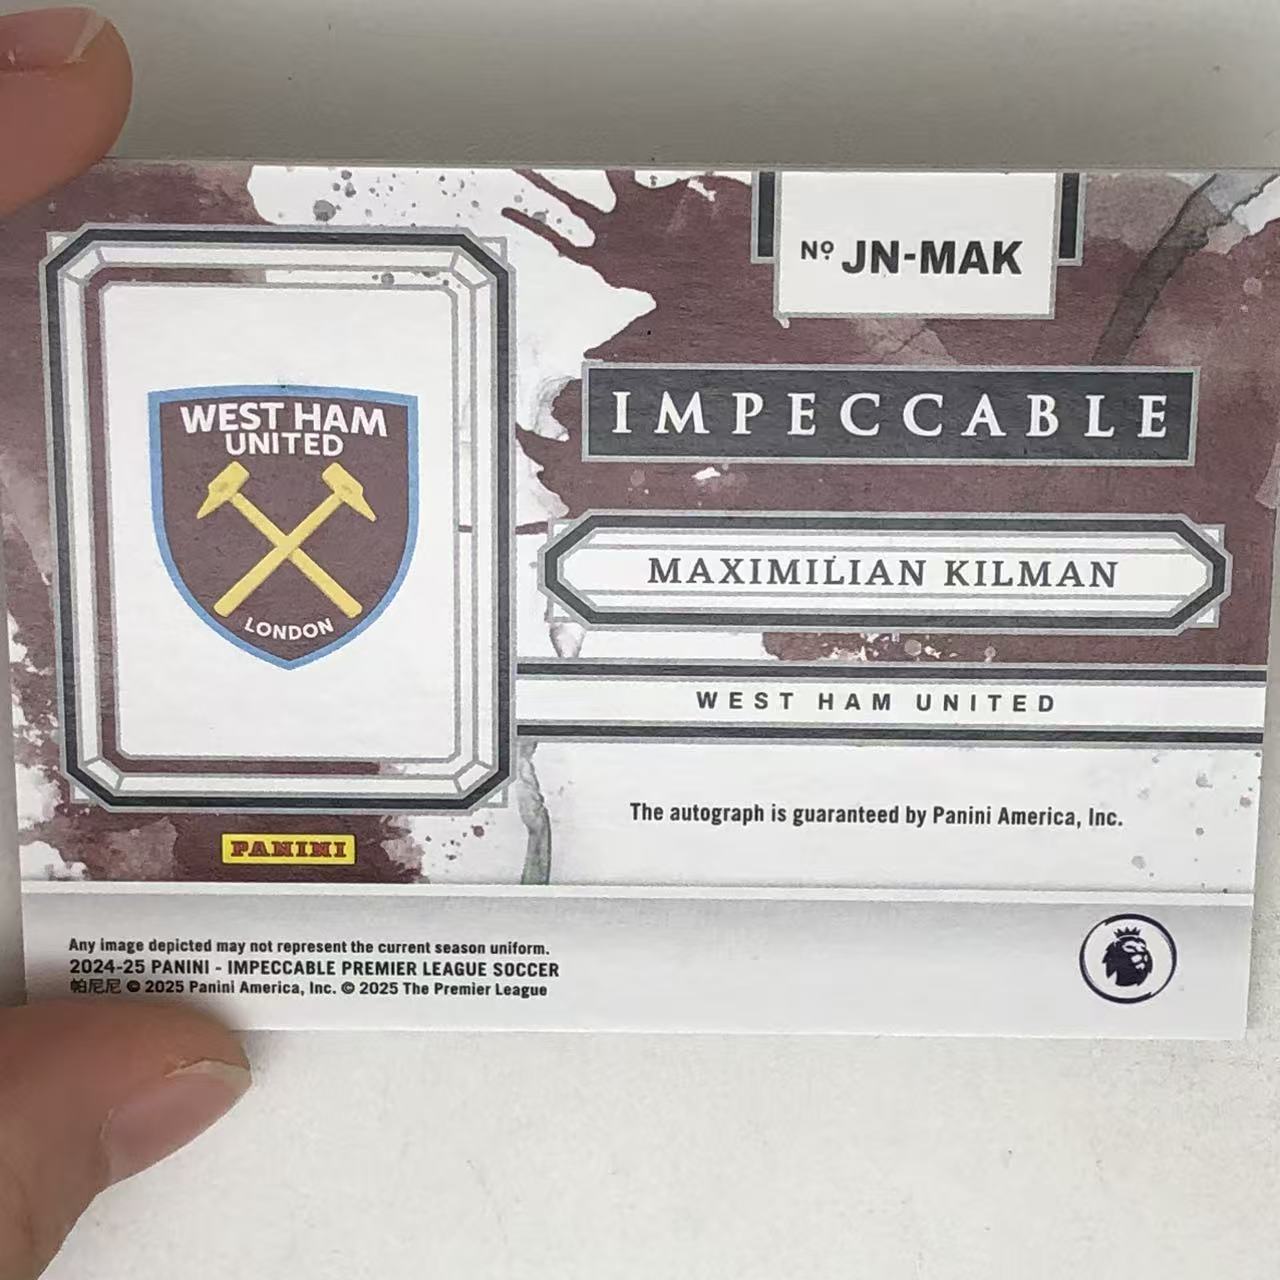 Nº JN-MAK
WEST HAM
UNITED
LONDON
IMPECCABLE
MAXIMILIAN KILMAN
WEST HAM UNITED
The autograph is guaranteed by Panini America, Inc.
PANINI
Any image depicted may not represent the current season uniform.
2024-25 PANINI - IMPECCABLE PREMIER LEAGUE SOCCER
帕尼尼 © 2025 Panini America, Inc. © 2025 The Premier League